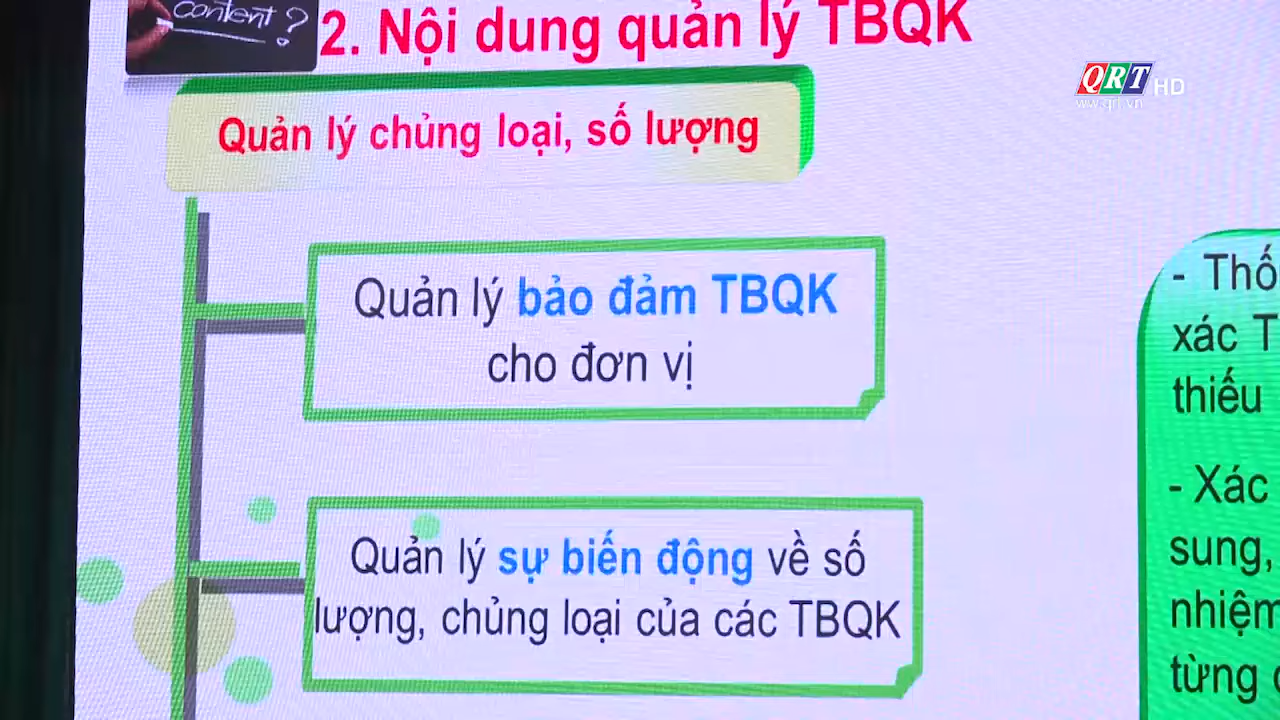 content?
2. Nội dung quản lý TBQK
QRT HD
www.qrt.vn
Quản lý chủng loại, số lượng
Quản lý bảo đảm TBQK
cho đơn vị
Quản lý sự biến động về số
lượng, chủng loại của các TBQK
- Thố
xác T
thiếu
- Xác
sung,
nhiệm
từng